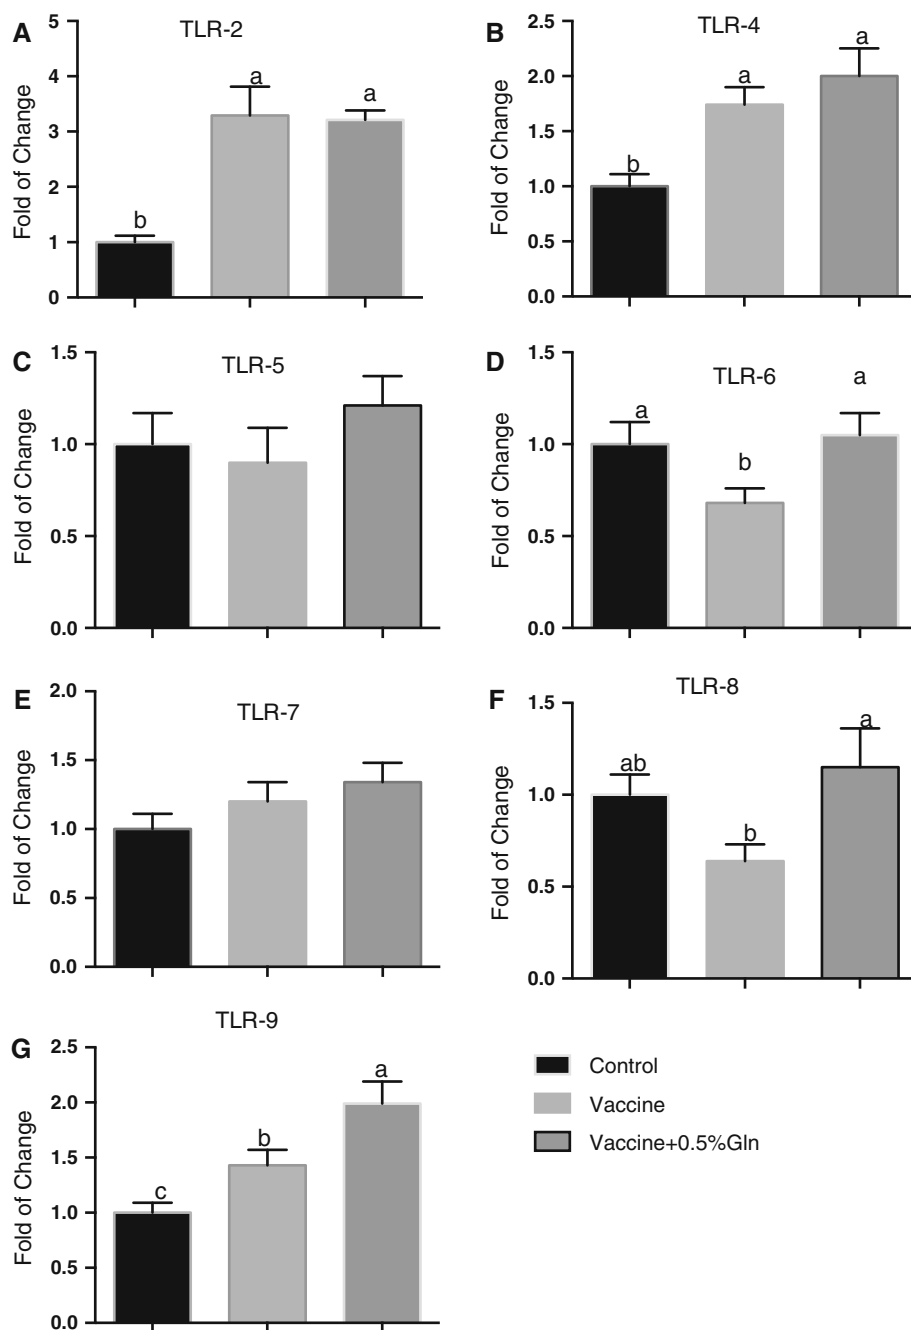 A
TLR-2
5
4
3
2
1
0
Fold of Change
b
a
a
B
TLR-4
2.5
2.0
1.5
1.0
0.5
0.0
Fold of Change
b
a
a
C
TLR-5
1.5
1.0
0.5
0.0
Fold of Change
D
TLR-6
1.5
1.0
0.5
0.0
Fold of Change
a
b
a
E
TLR-7
2.0
1.5
1.0
0.5
0.0
Fold of Change
F
TLR-8
1.5
1.0
0.5
0.0
Fold of Change
ab
b
a
G
TLR-9
2.5
2.0
1.5
1.0
0.5
0.0
Fold of Change
c
b
a
Control
Vaccine
Vaccine+0.5%Gln